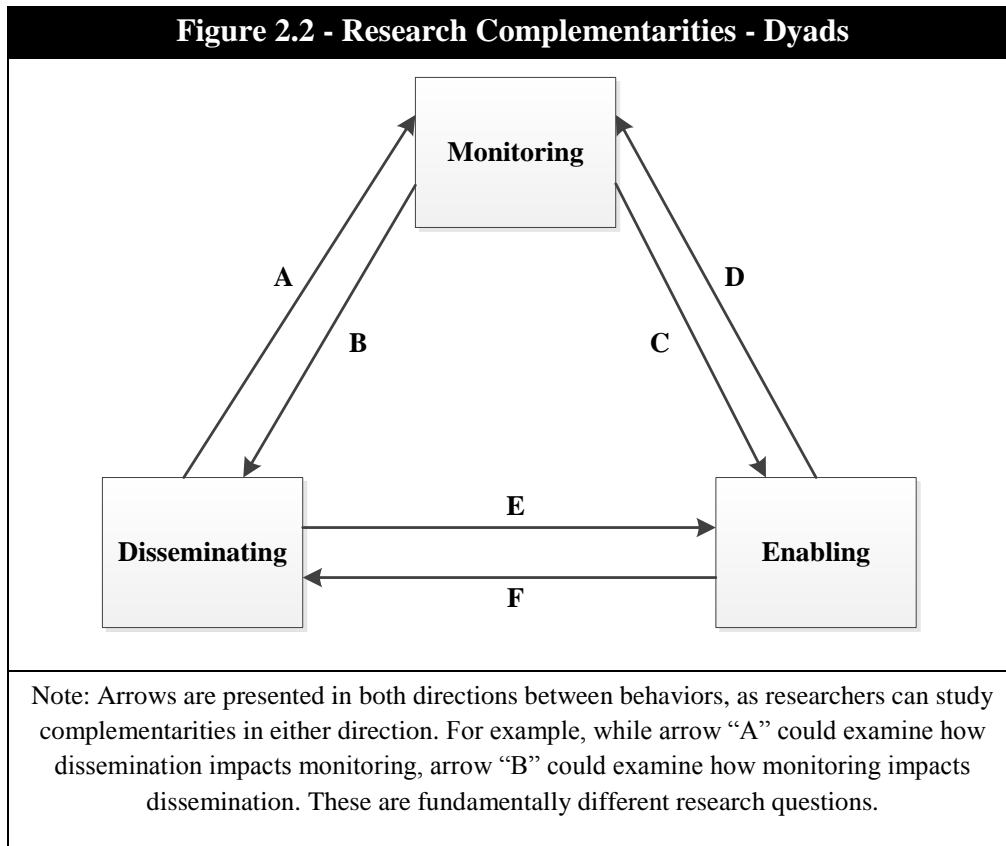 Figure 2.2 - Research Complementarities - Dyads
Monitoring
A
D
B
C
E
Disseminating
Enabling
F
Note: Arrows are presented in both directions between behaviors, as researchers can study
complementarities in either direction. For example, while arrow “A” could examine how
dissemination impacts monitoring, arrow “B” could examine how monitoring impacts
dissemination. These are fundamentally different research questions.